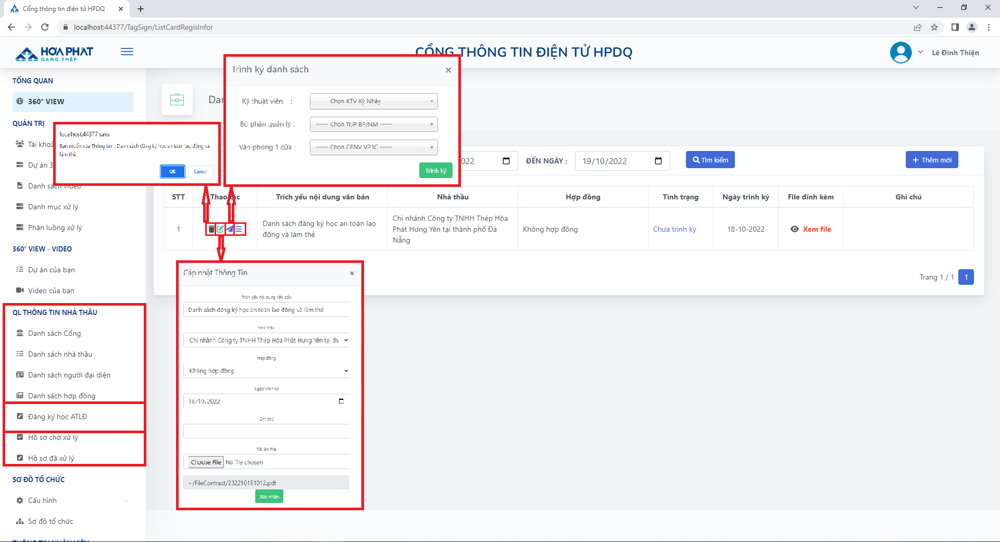 Cổng thông tin điện tử HPDQ
localhost:44377/TagSign/ListCardRegisInfor
HOA PHAT
GANG THÉP
CỔNG THÔNG TIN ĐIỆN TỬ HPDQ
Lê Đình Thiện
TỔNG QUAN
360° VIEW
QUẢN TRỊ
Tài khoả
Dự án 3
Danh sách video
Danh mục xử lý
Phân luồng xử lý
360° VIEW - VIDEO
Dự án của bạn
Video của bạn
QL THÔNG TIN NHÀ THẦU
Danh sách Cổng
Danh sách nhà thầu
Danh sách người đại diện
Danh sách hợp đồng
Đăng ký học ATLĐ
Hồ sơ chờ xử lý
Hồ sơ đã xử lý
SƠ ĐỒ TỔ CHỨC
Cấu hình
Sơ đồ tổ chức
THÔNG TIN NHÂN VIÊN
localhost:44377 says
Bạn muốn xóa Thông tin : Danh sách đăng ký học an toàn lao động và
làm thẻ
OK Cancel
Dan
Trình ký danh sách
Kỹ thuật viên : Chọn KTV Ký Nháy
Bộ phận quản lý : ----- Chọn Tr/P BP/NM -----
Văn phòng 1 cửa : ----- Chọn CBNV VP1C -----
Trình ký
022 ĐẾN NGÀY : 19/10/2022 Tìm kiếm Thêm mới
STT Thao tác Trích yếu nội dung văn bản Nhà thầu Hợp đồng Tình trạng Ngày trình ký File đính kèm Ghi chú
1 Danh sách đăng ký học an toàn lao động và làm thẻ Chi nhánh Công ty TNHH Thép Hòa Phát Hưng Yên tại thành phố Đà Nẵng Không hợp đồng Chưa trình ký 18-10-2022 Xem file
Trang 1 / 1 1
Cập nhật Thông Tin
Trích yếu nội dung văn bản
Danh sách đăng ký học an toàn lao động và làm thẻ
Nhà thầu
Chi nhánh Công ty TNHH Thép Hòa Phát Hưng Yên tại thà
Hợp đồng
Không hợp đồng
Ngày trình ký
18/10/2022
Ghi chú
Tải lên File
Choose File No file chosen
~/FileContract/202210181012.pdf
Xác nhận